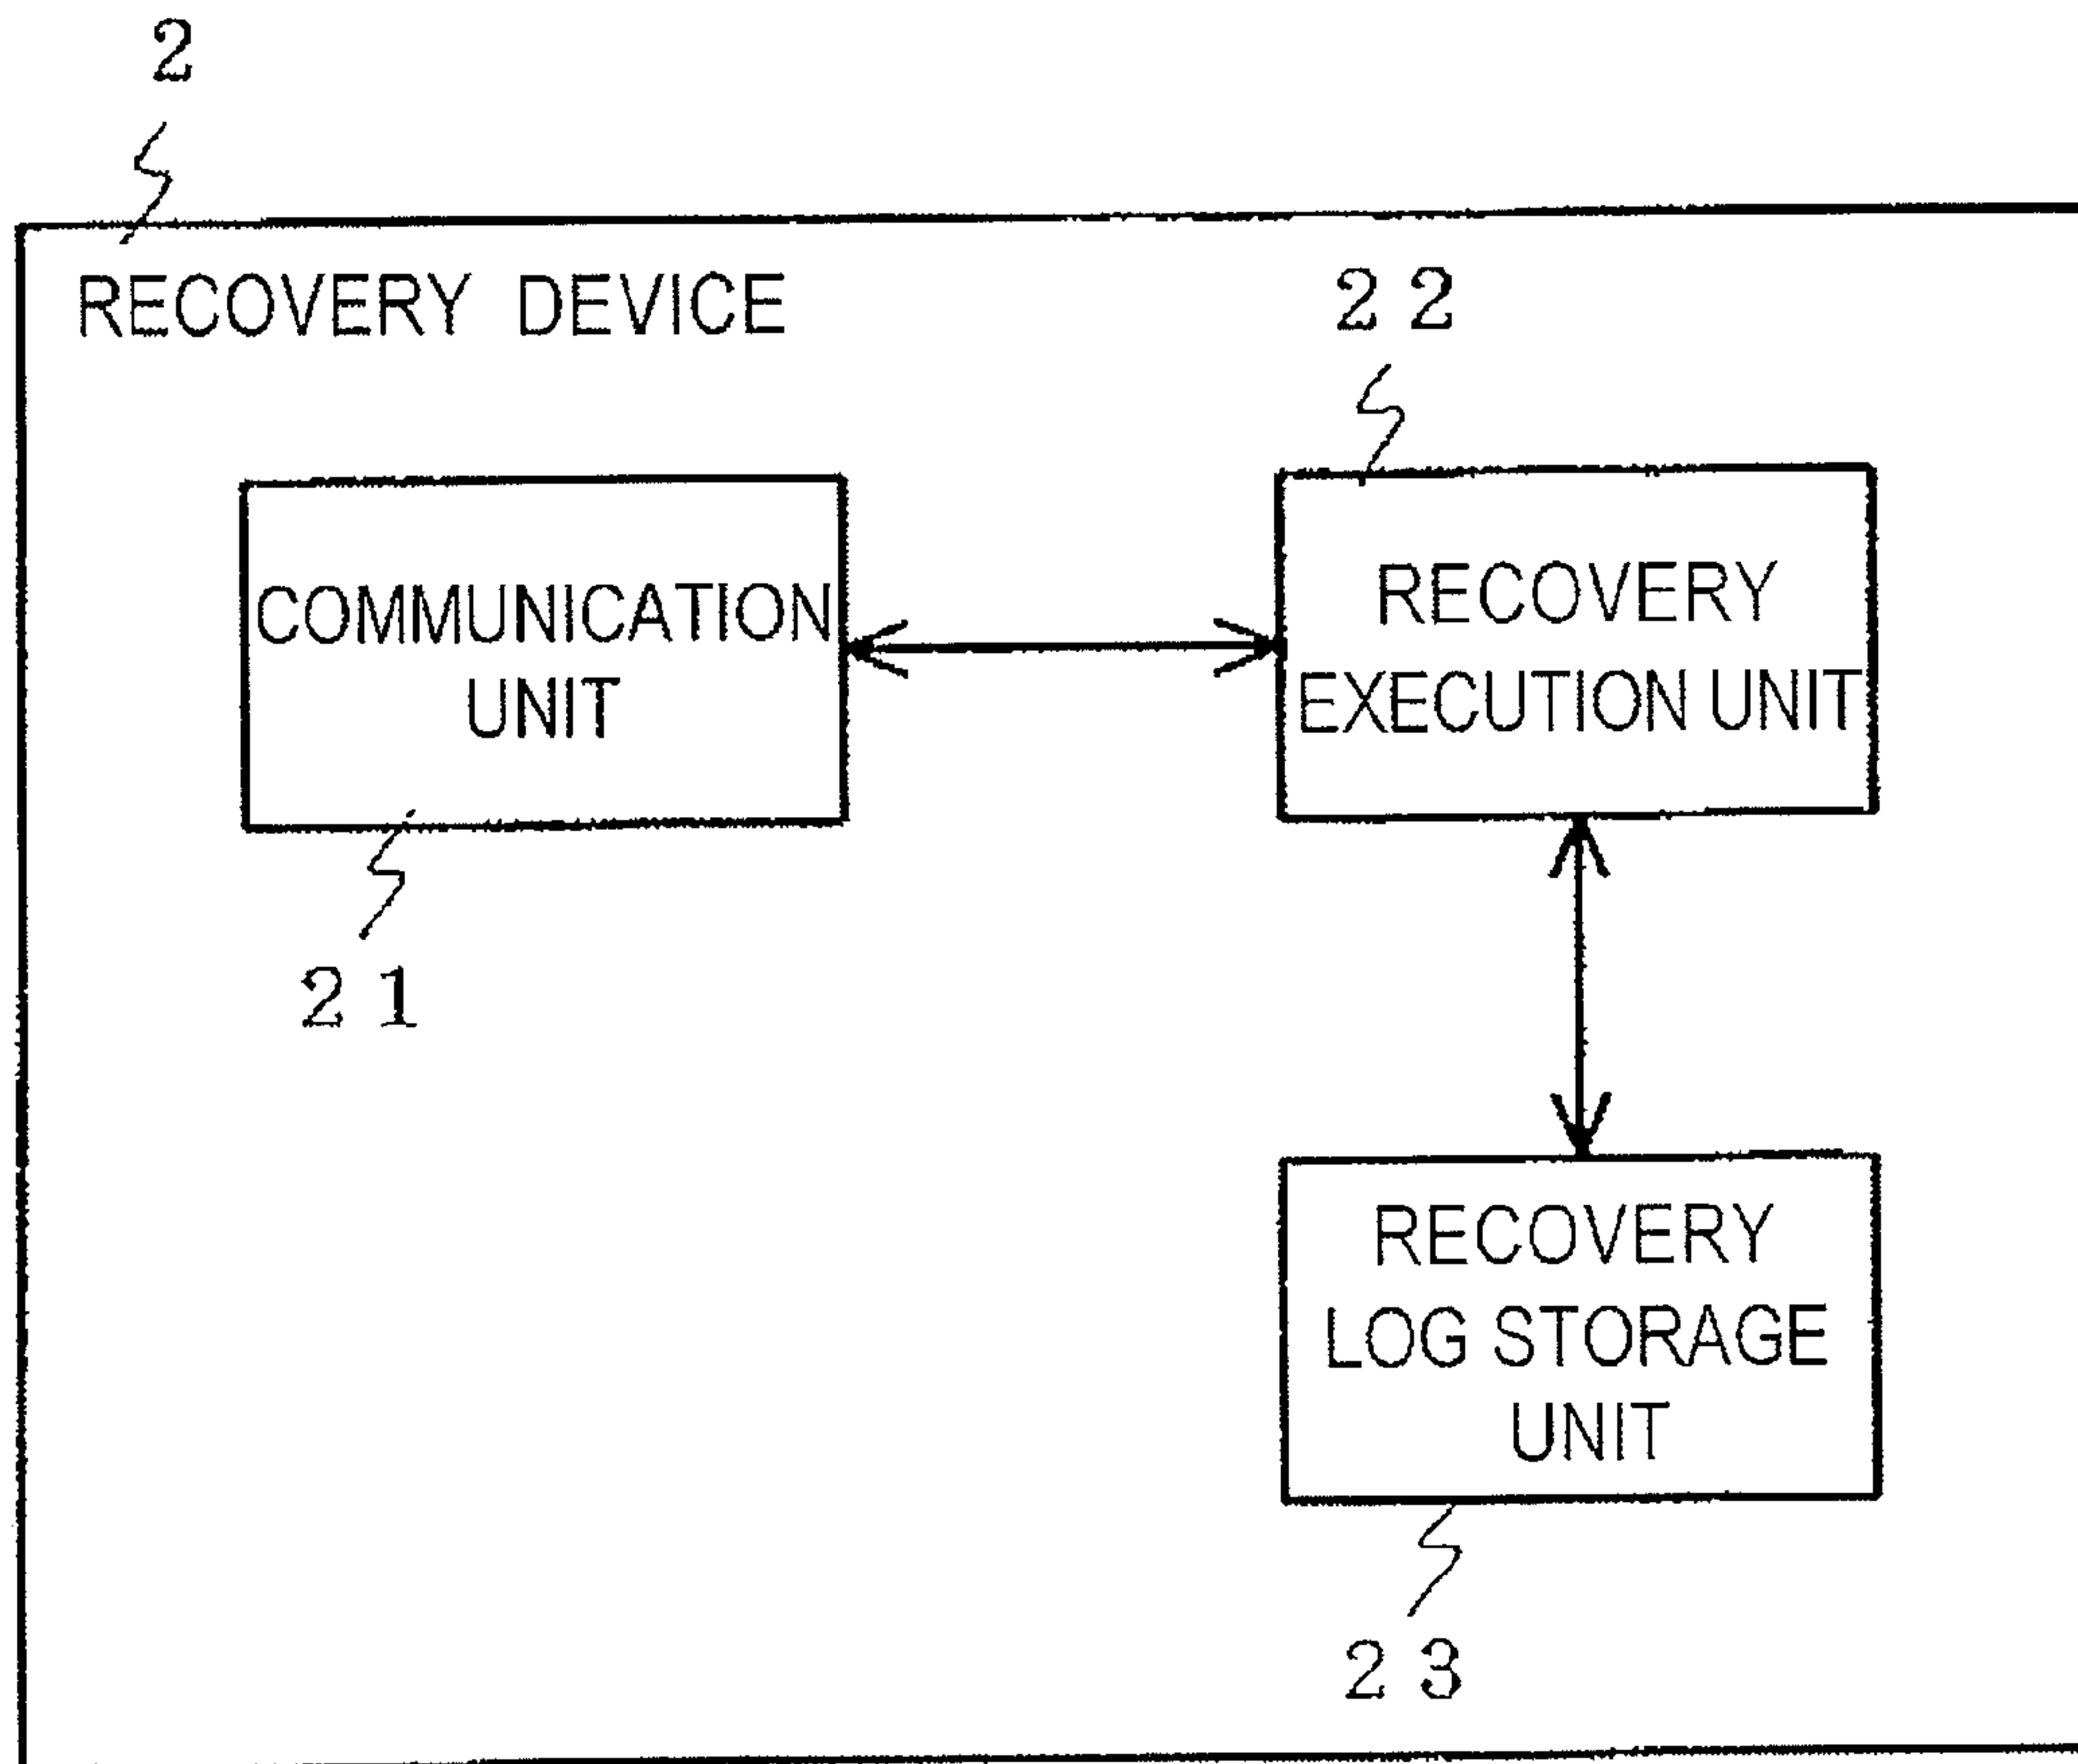 2
RECOVERY DEVICE
22
COMMUNICATION
UNIT
RECOVERY
EXECUTION UNIT
21
RECOVERY
LOG STORAGE
UNIT
23